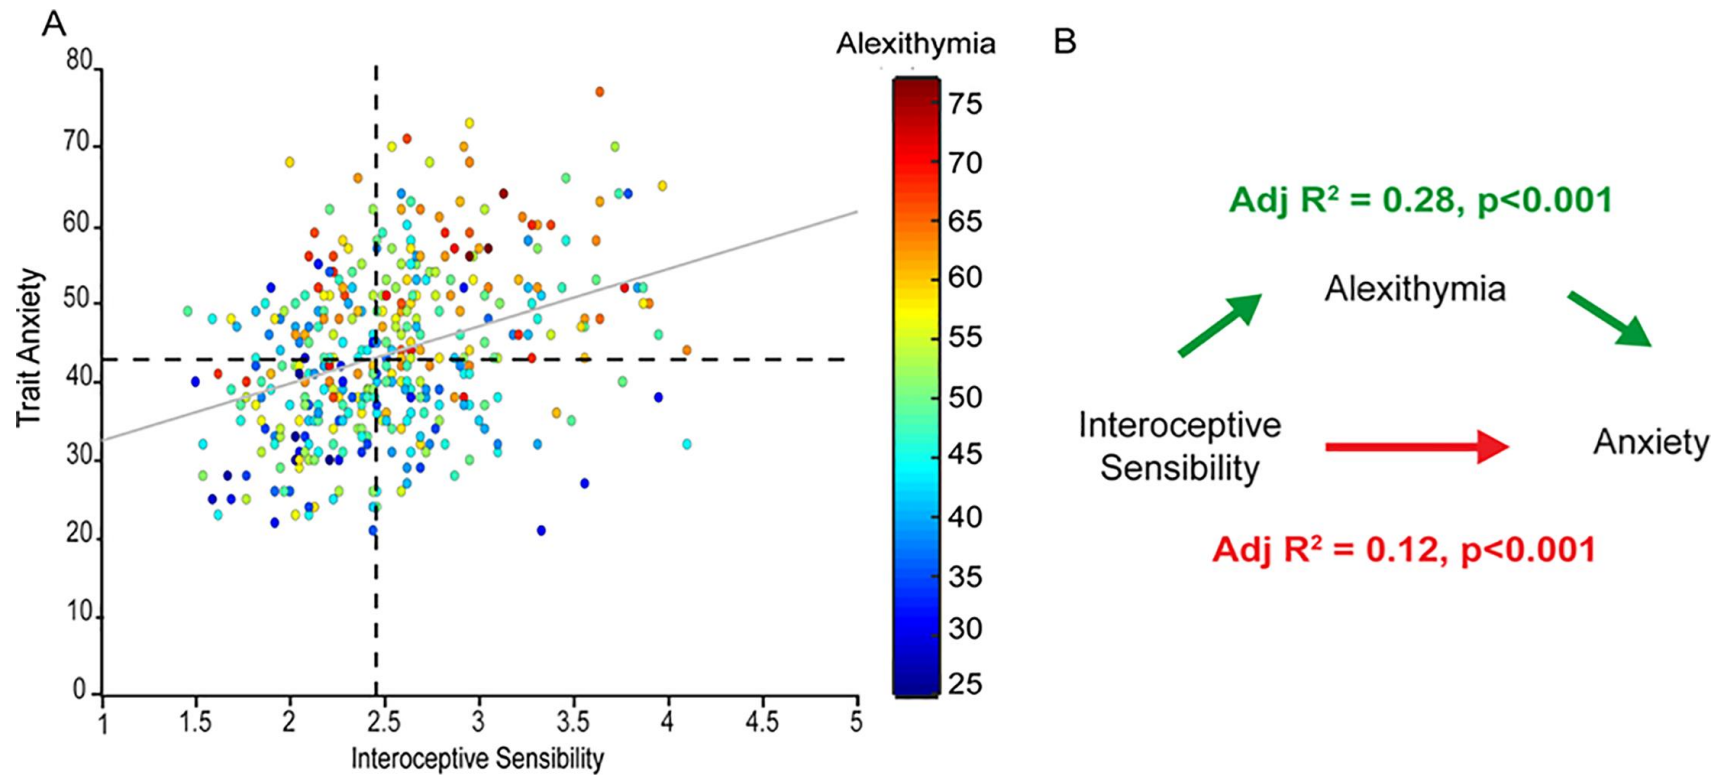 A
80
70
60
50
40
30
20
10
0
Trait Anxiety
1 1.5 2 2.5 3 3.5 4 4.5 5
Interoceptive Sensibility
Alexithymia
75
70
65
60
55
50
45
40
35
30
25
B
Adj R² = 0.28, p<0.001
Alexithymia
Interoceptive
Sensibility
Anxiety
Adj R² = 0.12, p<0.001